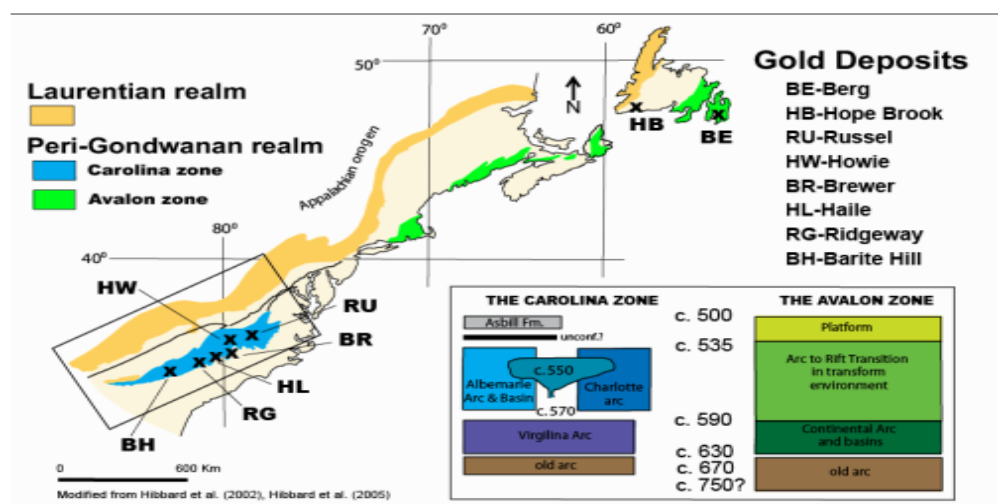 70°
60°
50°
Laurentian realm
Peri-Gondwanan realm
Carolina zone
Avalon zone
Appalachian orogen
N
HB
BE
Gold Deposits
BE-Berg
HB-Hope Brook
RU-Russel
HW-Howie
BR-Brewer
HL-Haile
RG-Ridgeway
BH-Barite Hill
80°
40°
HW
RU
BR
HL
RG
BH
0 600 Km
Modified from Hibbard et al. (2002), Hibbard et al. (2005)
THE CAROLINA ZONE
Asbill Fm.
unconf.?
c.550
Albemarle
Arc & Basin
Charlotte
arc
c.570
Virgilina Arc
old arc
c. 500
c. 535
c. 590
c. 630
c. 670
c. 750?
THE AVALON ZONE
Platform
Arc to Rift Transition
in transform
environment
Continental Arc
and basins
old arc